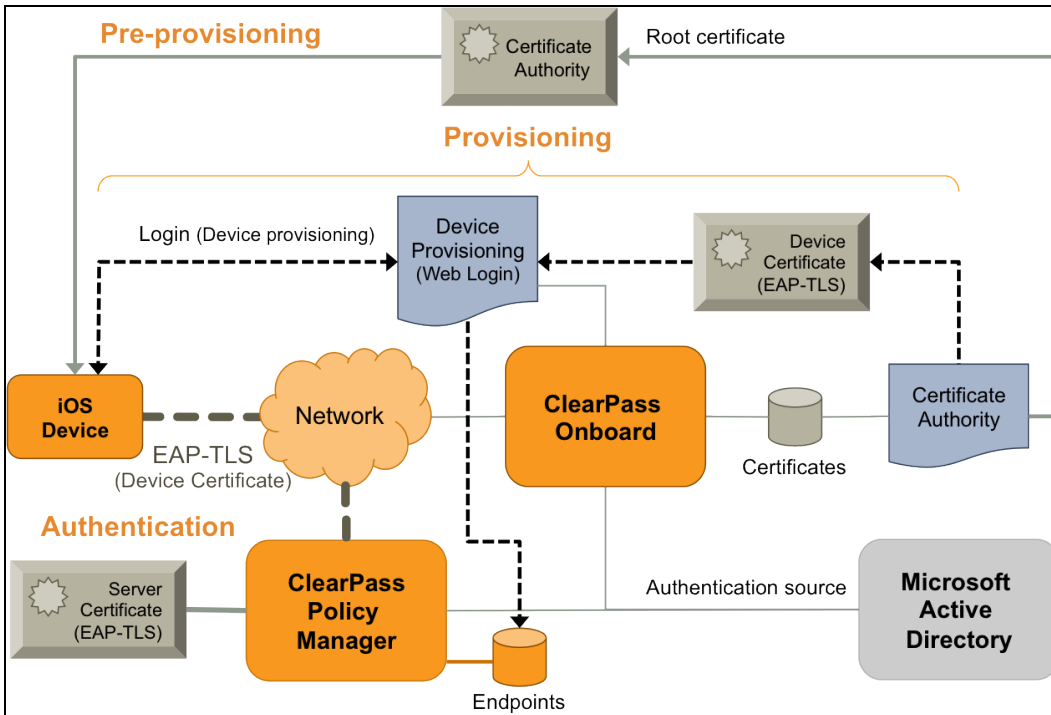 Pre-provisioning
Certificate
Authority
Root certificate
Provisioning
Login (Device provisioning)
Device
Provisioning
(Web Login)
Device
Certificate
(EAP-TLS)
iOS
Device
Network
ClearPass
Onboard
Certificates
Certificate
Authority
EAP-TLS
(Device Certificate)
Authentication
Server
Certificate
(EAP-TLS)
ClearPass
Policy
Manager
Authentication source
Microsoft
Active
Directory
Endpoints